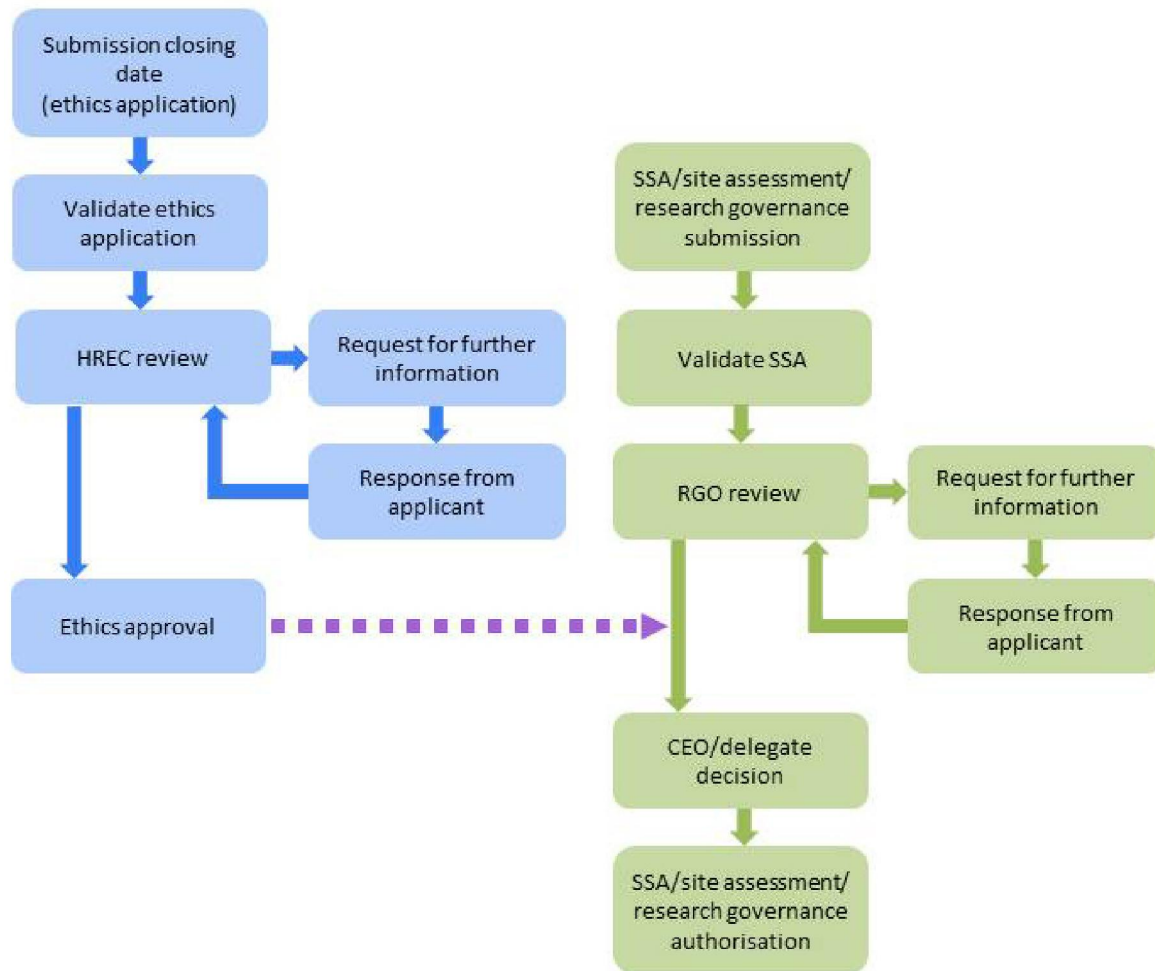 Submission closing
date
(ethics application)
Validate ethics
application
HREC review
Request for further
information
Response from
applicant
Ethics approval
SSA/site assessment/
research governance
submission
Validate SSA
RGO review
Request for further
information
Response from
applicant
CEO/delegate
decision
SSA/site assessment/
research governance
authorisation